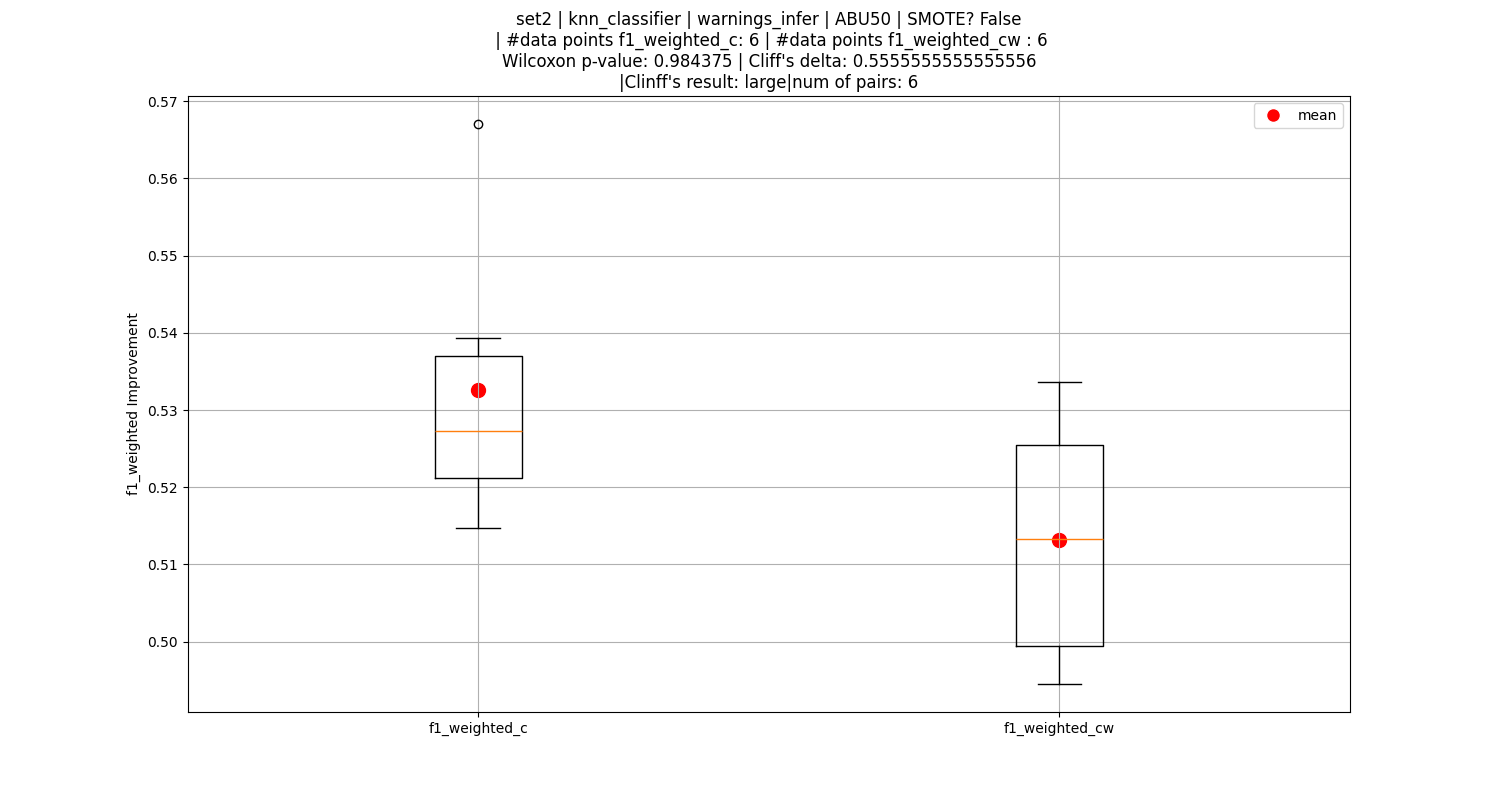 set2 | knn_classifier | warnings_infer | ABU50 | SMOTE? False
| #data points f1_weighted_c: 6 | #data points f1_weighted_cw : 6
Wilcoxon p-value: 0.984375 | Cliff's delta: 0.5555555555555556
|Clinff's result: large|num of pairs: 6
mean
0.57
0.56
0.55
0.54
0.53
0.52
0.51
0.50
f1_weighted Improvement
f1_weighted_c
f1_weighted_cw